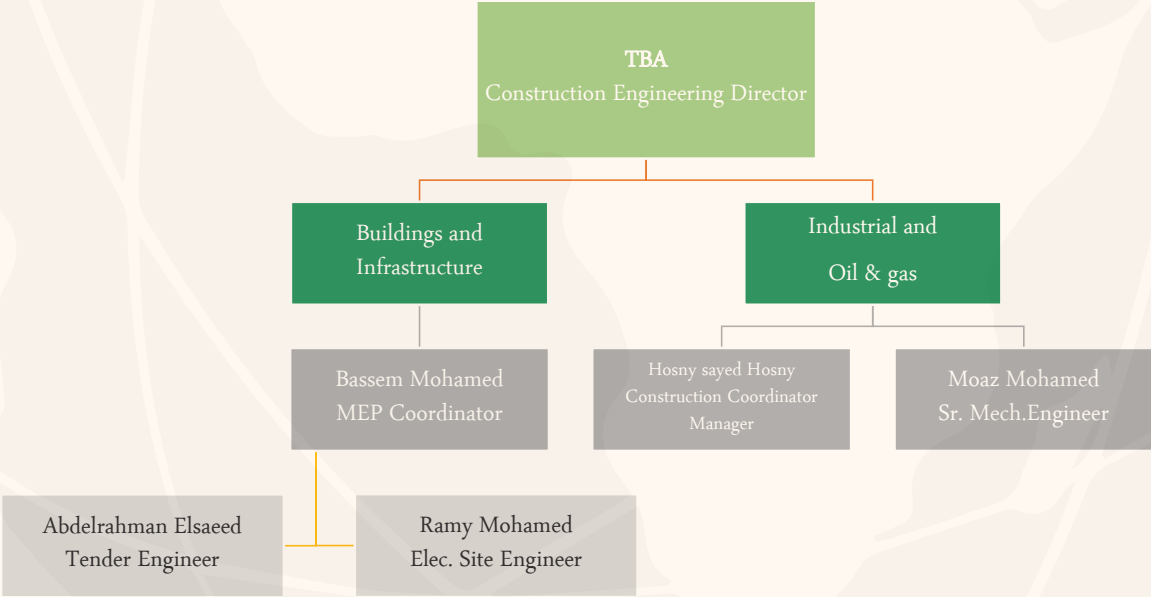 TBA
Construction Engineering Director
Buildings and
Infrastructure
Industrial and
Oil & gas
Bassem Mohamed
MEP Coordinator
Hosny sayed Hosny
Construction Coordinator
Manager
Moaz Mohamed
Sr. Mech.Engineer
Abdelrahman Elsaeed
Tender Engineer
Ramy Mohamed
Elec. Site Engineer